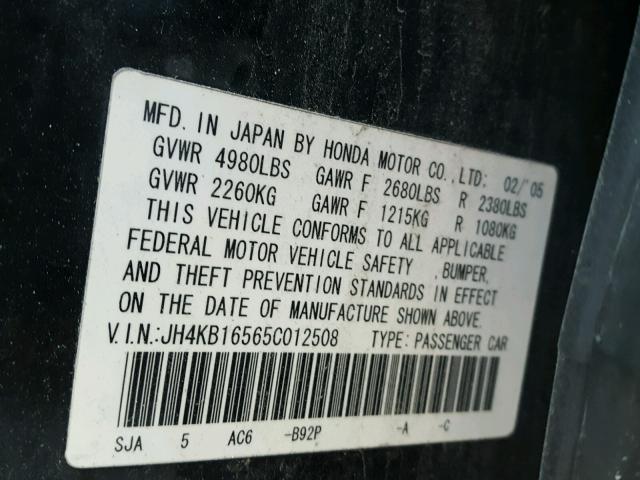 MFD. IN JAPAN BY HONDA MOTOR CO., LTD: 02/'05
GVWR 4980LBS GAWR F 2680LBS R 2380LBS
GVWR 2260KG GAWR F 1215KG R 1080KG
THIS VEHICLE CONFORMS TO ALL APPLICABLE
FEDERAL MOTOR VEHICLE SAFETY ,BUMPER,
AND THEFT PREVENTION STANDARDS IN EFFECT
ON THE DATE OF MANUFACTURE SHOWN ABOVE.
V.I.N.:JH4KB16565C012508 TYPE: PASSENGER CAR
SJA 5 AC6 -B92P -A -C